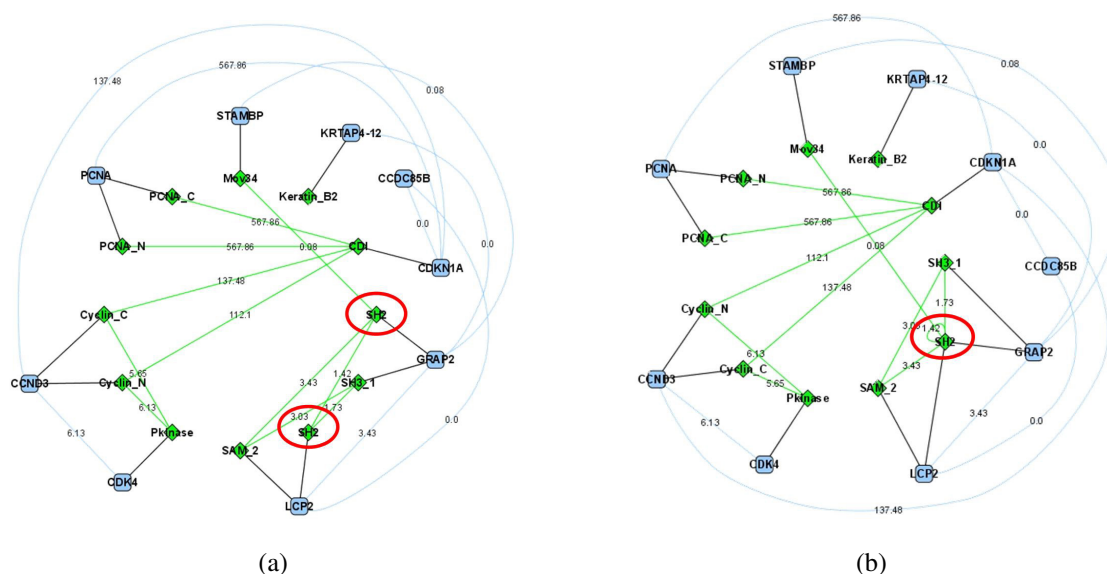 137.48
567.86
0.08
STAMBP
KRTAP4-12
PCNA
Mov34
CCDC85B
PCNA_C
Keratin_B2
0.0
567.86
0.0
PCNA_N
567.86
0.08
CDI
CDKN1A
137.48
Cyclin_C
112.1
SH2
GRAP2
5.65
3.43
1.42
SH3_1
CCND3
Cyclin_N
6.13
1.73
3.03
0.0
6.13
PkInase
SH2
3.43
SAM_2
CDK4
LCP2
(a)
567.86
STAMBP
0.08
KRTAP4-12
Mov34
Keratin_B2
0.0
PCNA
PCNA_N
CDKN1A
567.86
CDI
0.0
567.86
PCNA_C
112.1
0.08
SH3_1
CCDC85B
137.48
1.73
Cyclin_N
1.42
SH2
GRAP2
6.13
3.43
CCND3
Cyclin_C
5.65
SAM_2
3.43
PkInase
0.0
6.13
CDK4
LCP2
137.48
(b)